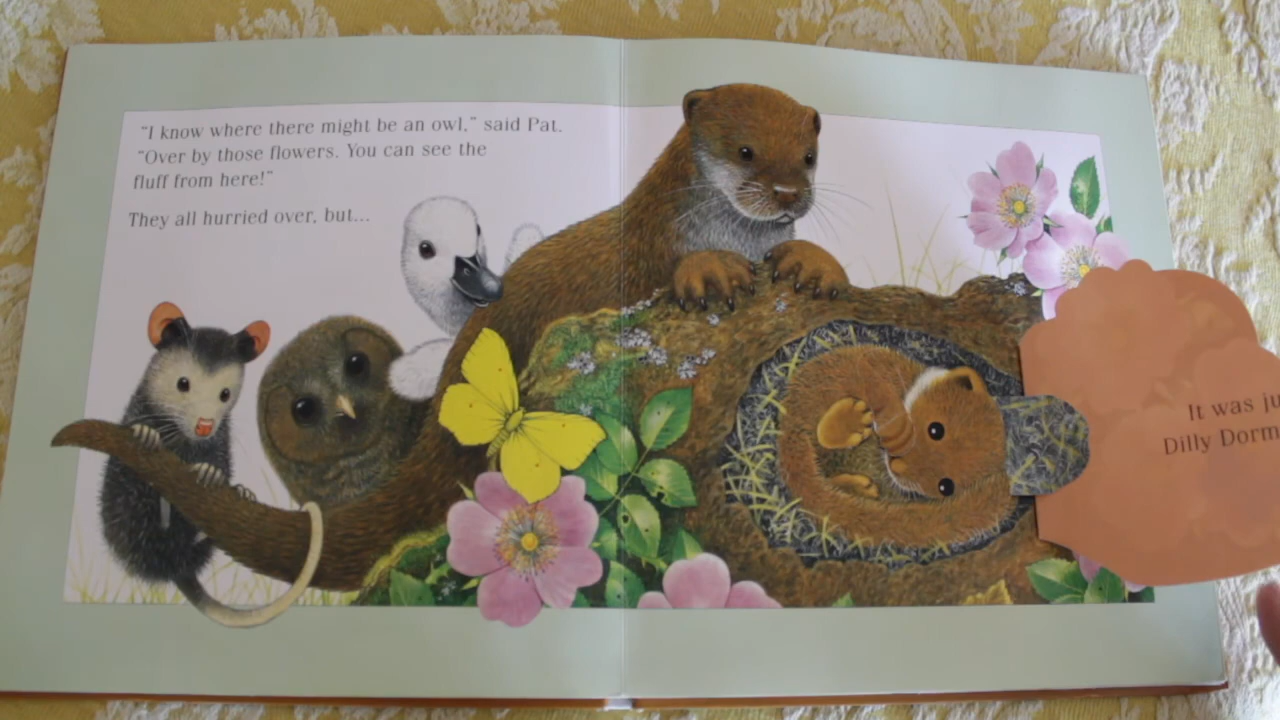 "I know where there might be an owl," said Pat.
"Over by those flowers. You can see the
fluff from here!"
They all hurried over, but...
It was
Dilly